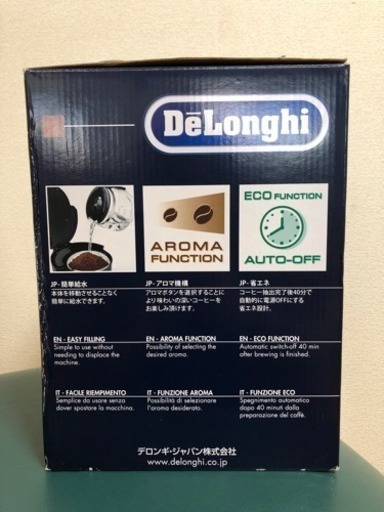 DēLonghi
AROMA
FUNCTION
ECO FUNCTION
AUTO-OFF
JP- 簡単給水
本体を移動させることなく
簡単に給水できます。
JP- アロマ機構
アロマボタンを選択することに
より味わいの深いコーヒーを
お楽しみ頂けます。
JP- 省エネ
コーヒー抽出完了後40分で
自動的に電源OFFにする
省エネ設計。
EN - EASY FILLING
Simple to use without
needing to displace the
machine.
EN - AROMA FUNCTION
Possibility of selecting the
desired aroma.
EN - ECO FUNCTION
Automatic switch-off 40 min
after brewing is finished.
IT - FACILE RIEMPIMENTO
Semplice da usare senza
dover spostare la macchina.
IT - FUNZIONE AROMA
Possibilità di selezionare
l'aroma desiderato.
IT - FUNZIONE ECO
Spegnimento automatico
dopo 40 minuti dalla
preparazione del caffè.
デロンギ・ジャパン株式会社
www.delonghi.co.jp